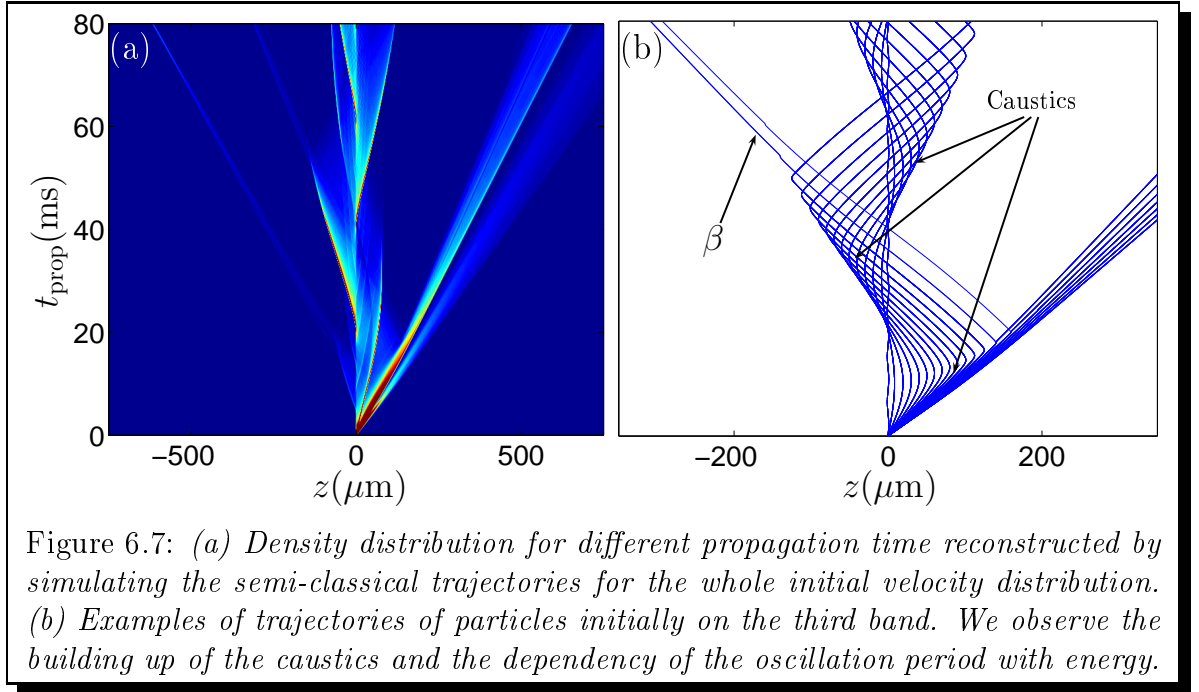 (a)
80
60
40
20
0
t_prop(ms)
−500
0
500
z(μm)
(b)
Caustics
β
−200
0
200
z(μm)
Figure 6.7: (a) Density distribution for different propagation time reconstructed by
simulating the semi-classical trajectories for the whole initial velocity distribution.
(b) Examples of trajectories of particles initially on the third band. We observe the
building up of the caustics and the dependency of the oscillation period with energy.